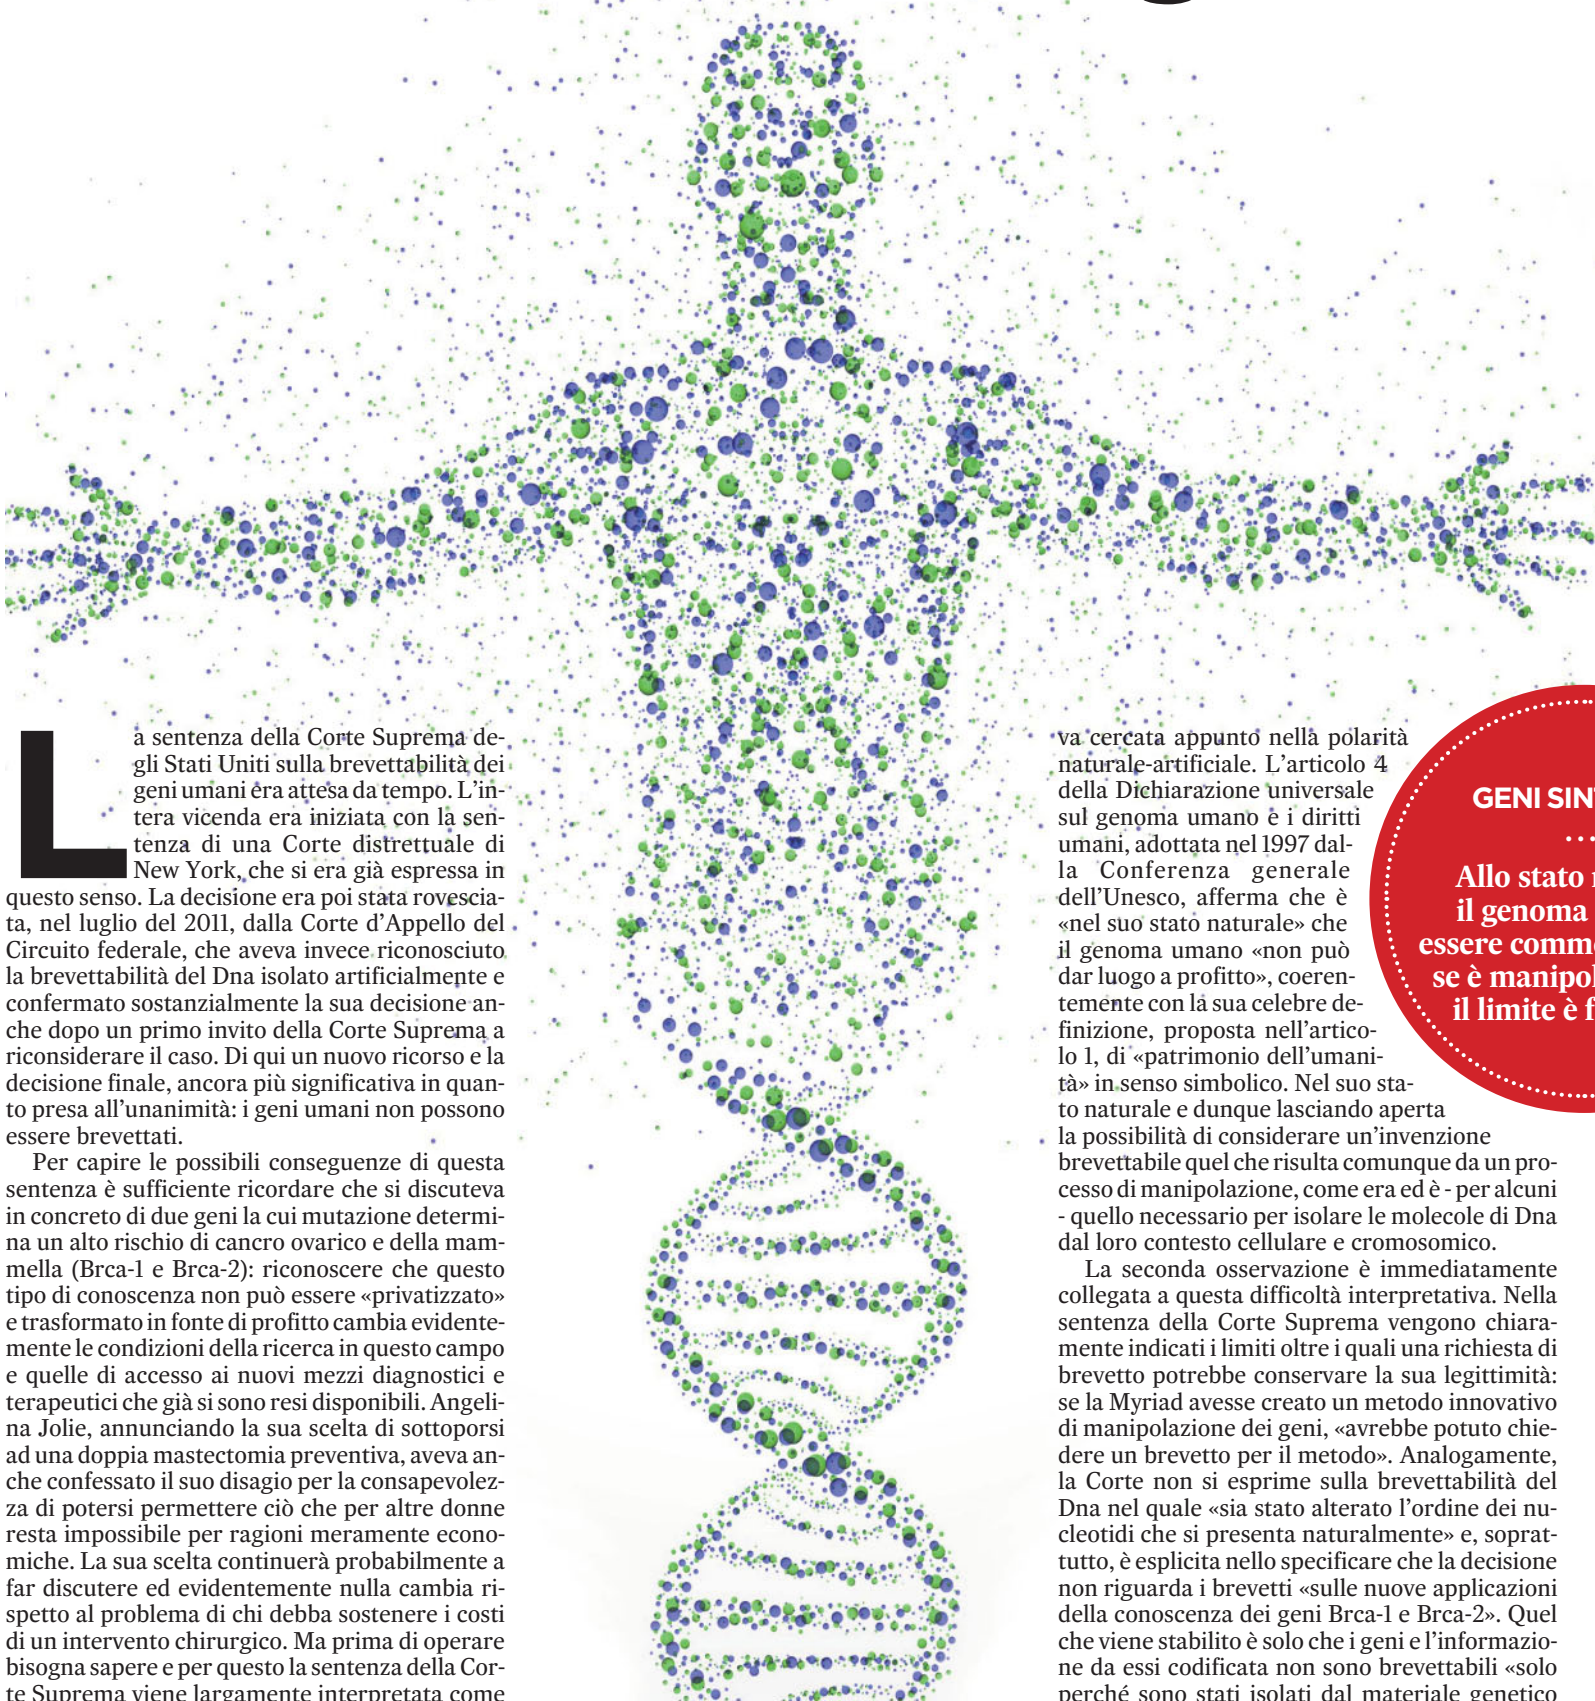 La sentenza della Corte Suprema de-
gli Stati Uniti sulla brevettabilità dei
geni umani era attesa da tempo. L'in-
tera vicenda era iniziata con la sen-
tenza di una Corte distrettuale di
New York, che si era già espressa in
questo senso. La decisione era poi stata rovescia-
ta, nel luglio del 2011, dalla Corte d'Appello del
Circuito federale, che aveva invece riconosciuto
la brevettabilità del Dna isolato artificialmente e
confermato sostanzialmente la sua decisione an-
che dopo un primo invito della Corte Suprema a
riconsiderare il caso. Di qui un nuovo ricorso e la
decisione finale, ancora più significativa in quan-
to presa all'unanimità: i geni umani non possono
essere brevettati.
Per capire le possibili conseguenze di questa
sentenza è sufficiente ricordare che si discuteva
in concreto di due geni la cui mutazione determi-
na un alto rischio di cancro ovarico e della mam-
mella (Brca-1 e Brca-2): riconoscere che questo
tipo di conoscenza non può essere «privatizzato»
e trasformato in fonte di profitto cambia evidente-
mente le condizioni della ricerca in questo campo
e quelle di accesso ai nuovi mezzi diagnostici e
terapeutici che già si sono resi disponibili. Angeli-
na Jolie, annunciando la sua scelta di sottoporsi
ad una doppia mastectomia preventiva, aveva an-
che confessato il suo disagio per la consapevolez-
za di potersi permettere ciò che per altre donne
resta impossibile per ragioni meramente econo-
miche. La sua scelta continuerà probabilmente a
far discutere ed evidentemente nulla cambia ri-
spetto al problema di chi debba sostenere i costi
di un intervento chirurgico. Ma prima di operare
bisogna sapere e per questo la sentenza della Cor-
te Suprema viene largamente interpretata come
va cercata appunto nella polarità
naturale-artificiale. L'articolo 4
della Dichiarazione universale
sul genoma umano e i diritti
umani, adottata nel 1997 dal-
la Conferenza generale
dell'Unesco, afferma che è
«nel suo stato naturale» che
il genoma umano «non può
dar luogo a profitto», coeren-
temente con la sua celebre de-
finizione, proposta nell'artico-
lo 1, di «patrimonio dell'umani-
tà» in senso simbolico. Nel suo sta-
to naturale e dunque lasciando aperta
la possibilità di considerare un'invenzione
brevettabile quel che risulta comunque da un pro-
cesso di manipolazione, come era ed è - per alcuni
- quello necessario per isolare le molecole di Dna
dal loro contesto cellulare e cromosomico.
La seconda osservazione è immediatamente
collegata a questa difficoltà interpretativa. Nella
sentenza della Corte Suprema vengono chiara-
mente indicati i limiti oltre i quali una richiesta di
brevetto potrebbe conservare la sua legittimità:
se la Myriad avesse creato un metodo innovativo
di manipolazione dei geni, «avrebbe potuto chie-
dere un brevetto per il metodo». Analogamente,
la Corte non si esprime sulla brevettabilità del
Dna nel quale «sia stato alterato l'ordine dei nu-
cleotidi che si presenta naturalmente» e, soprat-
tutto, è esplicita nello specificare che la decisione
non riguarda i brevetti «sulle nuove applicazioni
della conoscenza dei geni Brca-1 e Brca-2». Quel
che viene stabilito è solo che i geni e l'informazio-
ne da essi codificata non sono brevettabili «solo
perché sono stati isolati dal materiale genetico
GENI SIN
Allo stato
il genoma
essere comm
se è manipol
il limite è f